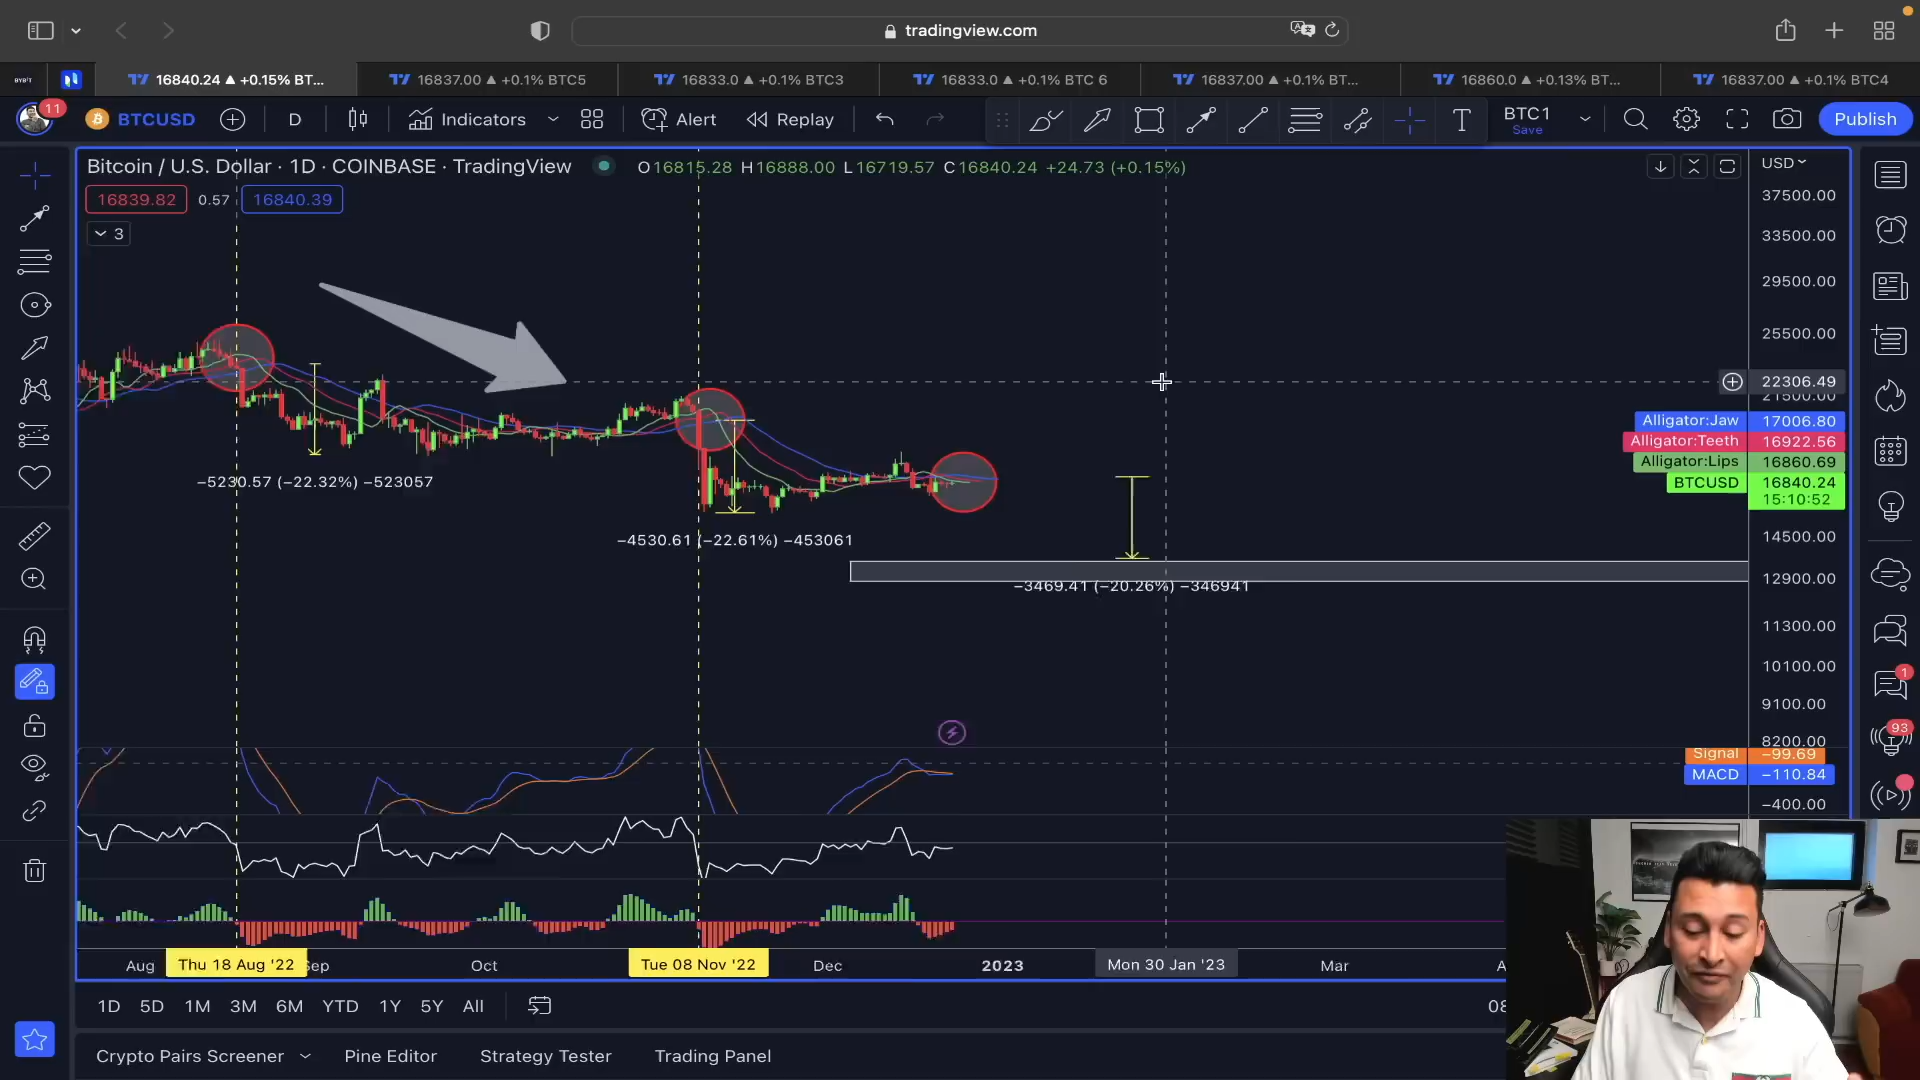 tradingview.com
BYBIT
16840.24 ▲ +0.15% BT...
16837.00 ▲ +0.1% BTC5
16833.0 ▲ +0.1% BTC3
16833.0 ▲ +0.1% BTC 6
16837.00 ▲ +0.1% BT...
16860.0 ▲ +0.13% BT...
16837.00 ▲ +0.1% BTC4
11
BTCUSD
D
Indicators
Alert
Replay
T
BTC1
Save
Publish
Bitcoin / U.S. Dollar · 1D · COINBASE · TradingView
O16815.28 H16888.00 L16719.57 C16840.24 +24.73 (+0.15%)
USD
16839.82
0.57
16840.39
3
37500.00
33500.00
29500.00
25500.00
22306.49
21500.00
Alligator:Jaw 17006.80
Alligator:Teeth 16922.56
Alligator:Lips 16860.69
BTCUSD 16840.24
15:10:52
−5230.57 (−22.32%) −523057
−4530.61 (−22.61%) −453061
−3469.41 (−20.26%) −346941
14500.00
12900.00
11300.00
10100.00
9100.00
8200.00
Signal −99.69
MACD −110.84
−400.00
1
93
Aug
Thu 18 Aug '22
Sep
Oct
Tue 08 Nov '22
Dec
2023
Mon 30 Jan '23
Mar
A
1D
5D
1M
3M
6M
YTD
1Y
5Y
All
08
Crypto Pairs Screener
Pine Editor
Strategy Tester
Trading Panel